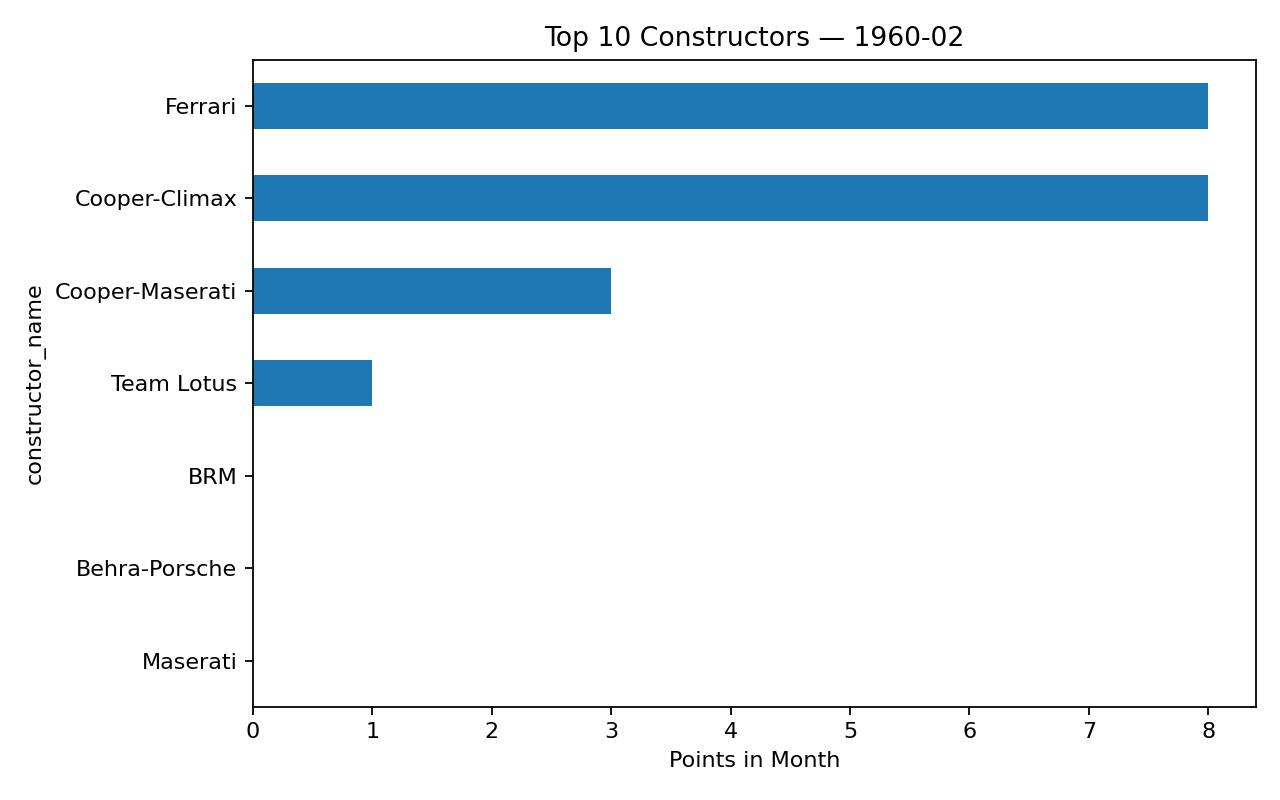 Top 10 Constructors — 1960-02
constructor_name
Ferrari
Cooper-Climax
Cooper-Maserati
Team Lotus
BRM
Behra-Porsche
Maserati
0 1 2 3 4 5 6 7 8
Points in Month